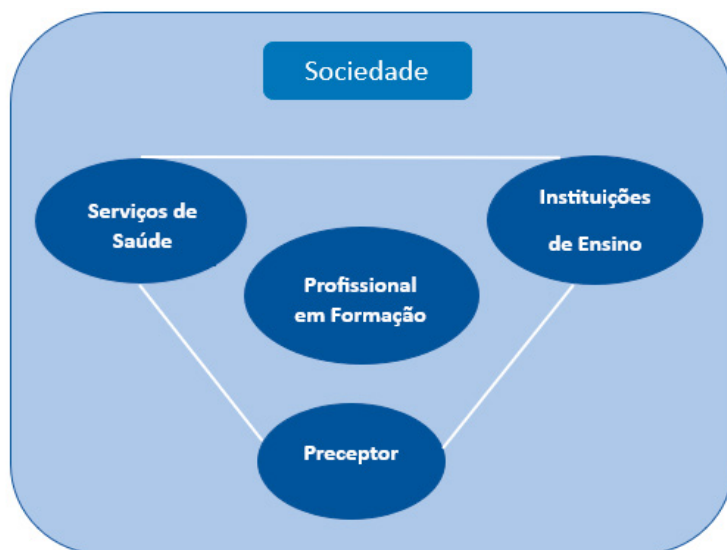 Sociedade
Serviços de
Saúde
Instituições
de Ensino
Profissional
em Formação
Preceptor